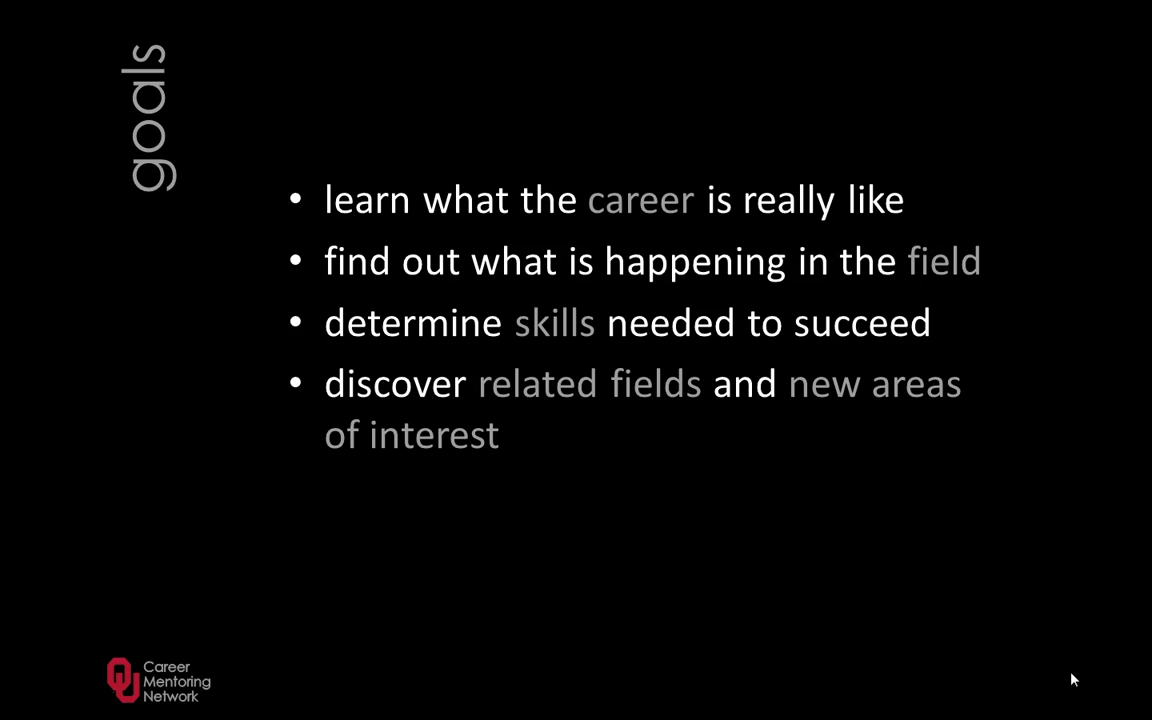 goals
• learn what the career is really like
• find out what is happening in the field
• determine skills needed to succeed
• discover related fields and new areas
of interest
OU
Career
Mentoring
Network